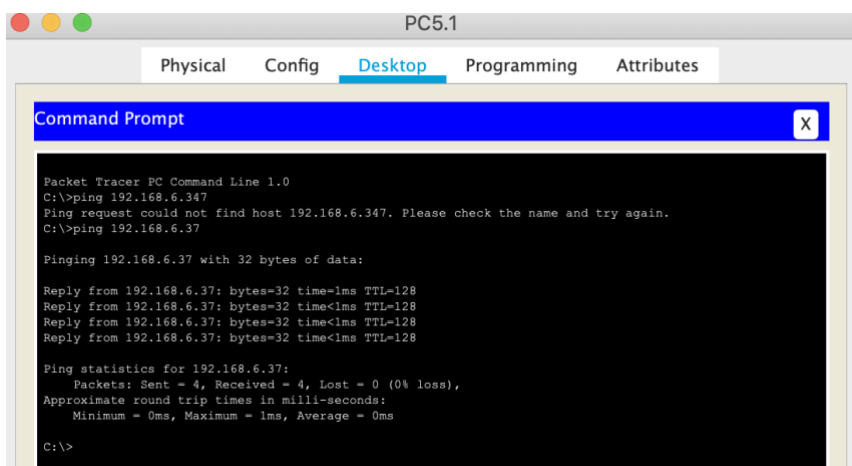 PC5.1
Physical Config Desktop Programming Attributes
Command Prompt
X
Packet Tracer PC Command Line 1.0
C:\>ping 192.168.6.347
Ping request could not find host 192.168.6.347. Please check the name and try again.
C:\>ping 192.168.6.37
Pinging 192.168.6.37 with 32 bytes of data:
Reply from 192.168.6.37: bytes=32 time=1ms TTL=128
Reply from 192.168.6.37: bytes=32 time<1ms TTL=128
Reply from 192.168.6.37: bytes=32 time<1ms TTL=128
Reply from 192.168.6.37: bytes=32 time<1ms TTL=128
Ping statistics for 192.168.6.37:
Packets: Sent = 4, Received = 4, Lost = 0 (0% loss),
Approximate round trip times in milli-seconds:
Minimum = 0ms, Maximum = 1ms, Average = 0ms
C:\>